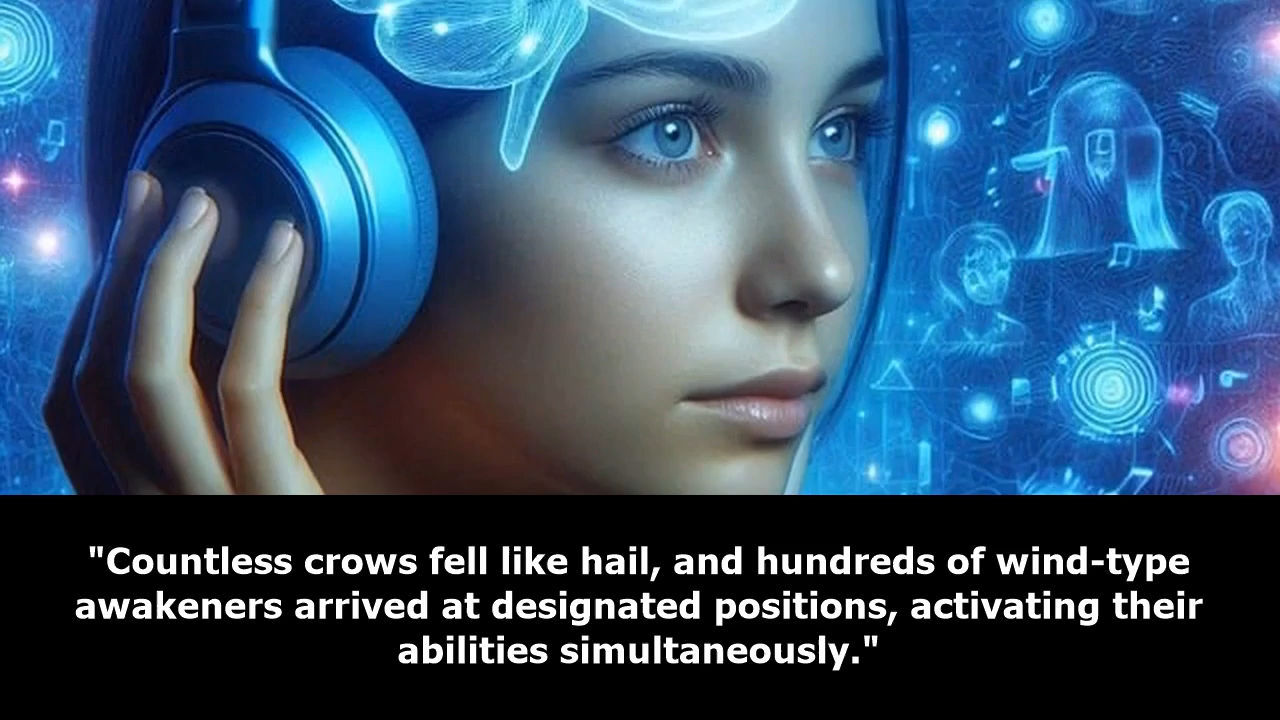 "Countless crows fell like hail, and hundreds of wind-type
awakeners arrived at designated positions, activating their
abilities simultaneously."